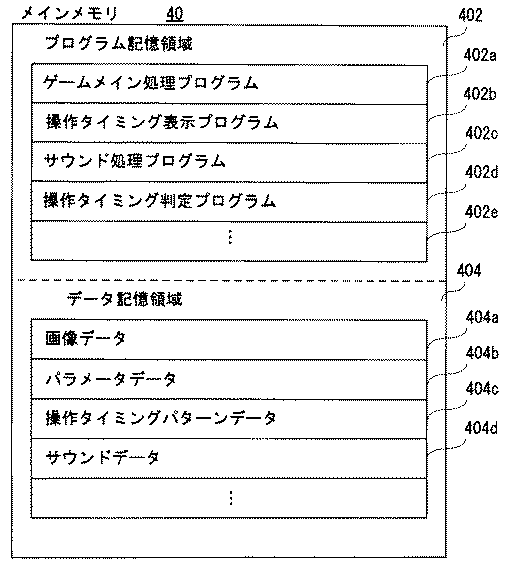 メインメモリ 40
402
プログラム記憶領域
402a
ゲームメイン処理プログラム
402b
操作タイミング表示プログラム
402c
サウンド処理プログラム
402d
操作タイミング判定プログラム
402e
⋮
404
データ記憶領域
404a
画像データ
404b
パラメータデータ
404c
操作タイミングパターンデータ
404d
サウンドデータ
⋮